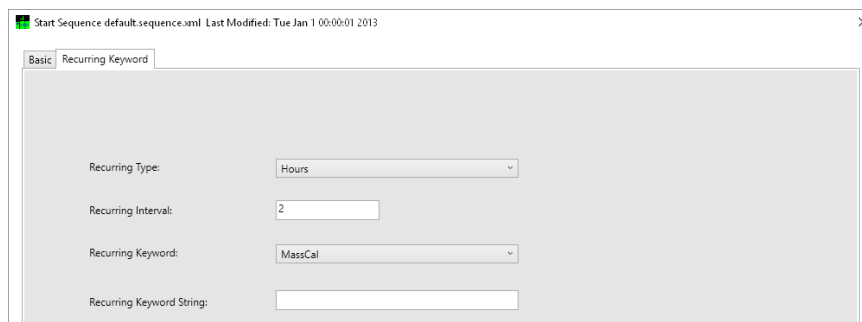 Start Sequence default.sequence.xml Last Modified: Tue Jan 1 00:00:01 2013
Basic Recurring Keyword
Recurring Type: Hours
Recurring Interval: 2
Recurring Keyword: MassCal
Recurring Keyword String: